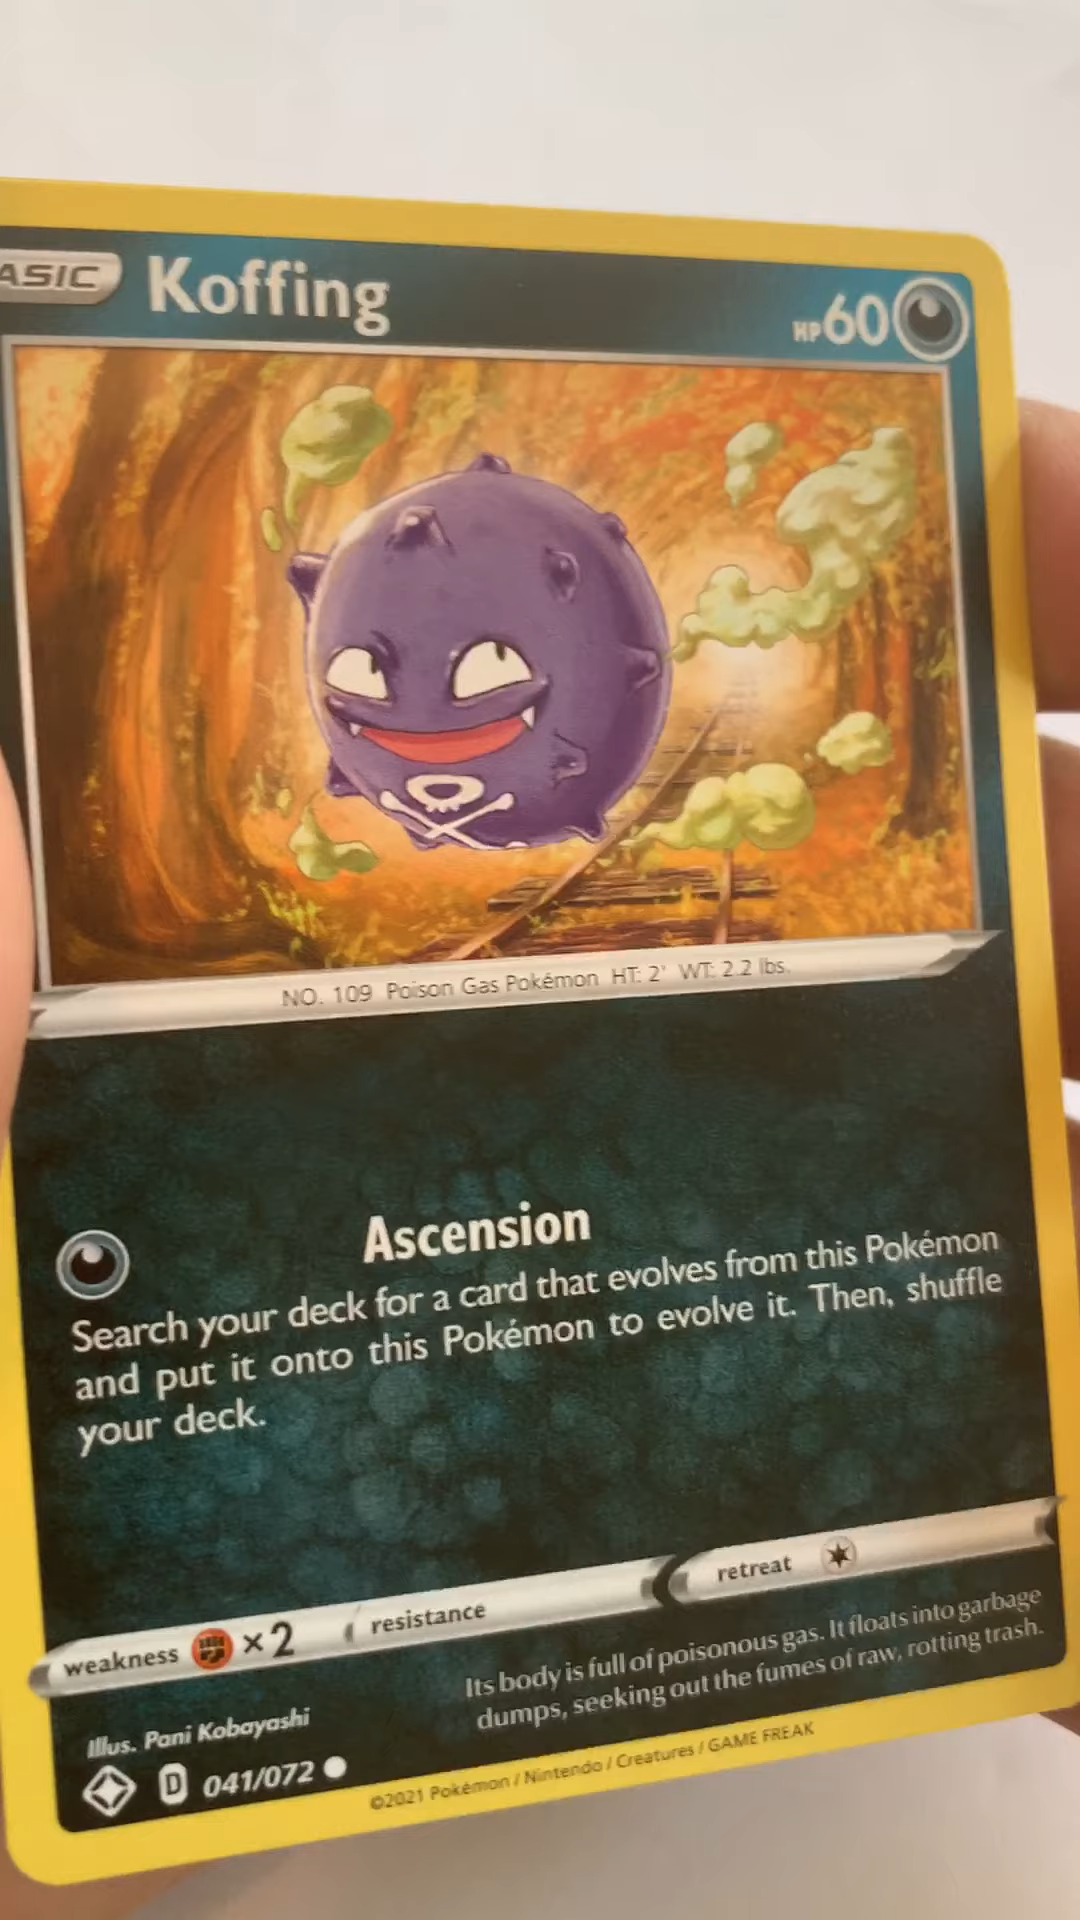 ASIC Koffing HP60
NO. 109 Poison Gas Pokémon HT: 2' WT: 2.2 lbs.
Ascension
Search your deck for a card that evolves from this Pokémon
and put it onto this Pokémon to evolve it. Then, shuffle
your deck.
weakness ×2 resistance retreat
Its body is full of poisonous gas. It floats into garbage
dumps, seeking out the fumes of raw, rotting trash.
Illus. Pani Kobayashi
D 041/072
©2021 Pokémon / Nintendo / Creatures / GAME FREAK